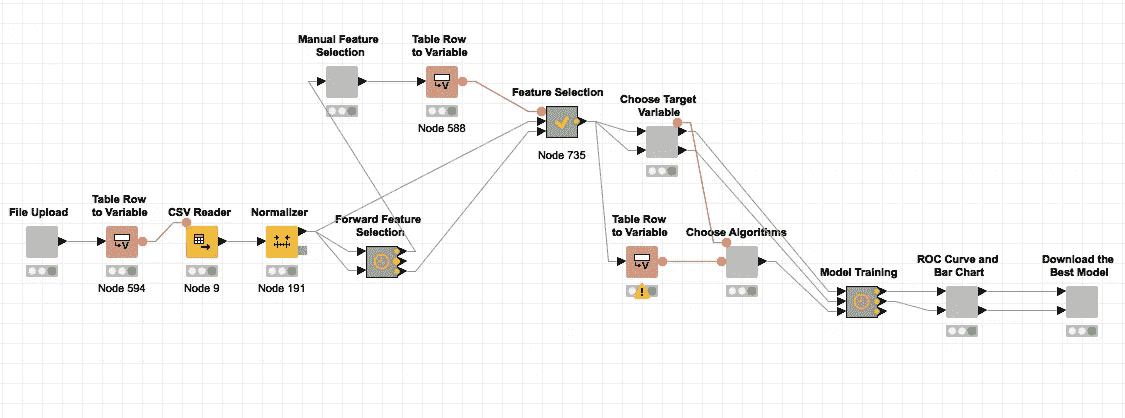 Manual Feature
Selection
Table Row
to Variable
Node 588
Feature Selection
Node 735
Choose Target
Variable
File Upload
Table Row
to Variable
Node 594
CSV Reader
Node 9
Normalizer
Node 191
Forward Feature
Selection
Table Row
to Variable
Choose Algorithms
Model Training
ROC Curve and
Bar Chart
Download the
Best Model